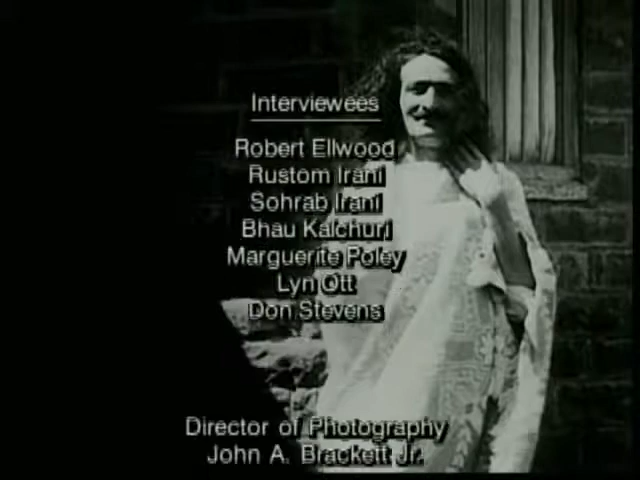 Interviewees
Robert Ellwood
Rustom Irani
Sohrab Irani
Bhau Kalchuri
Marguerite Poley
Lyn Ott
Don Stevens
Director of Photography
John A. Brackett Jr.